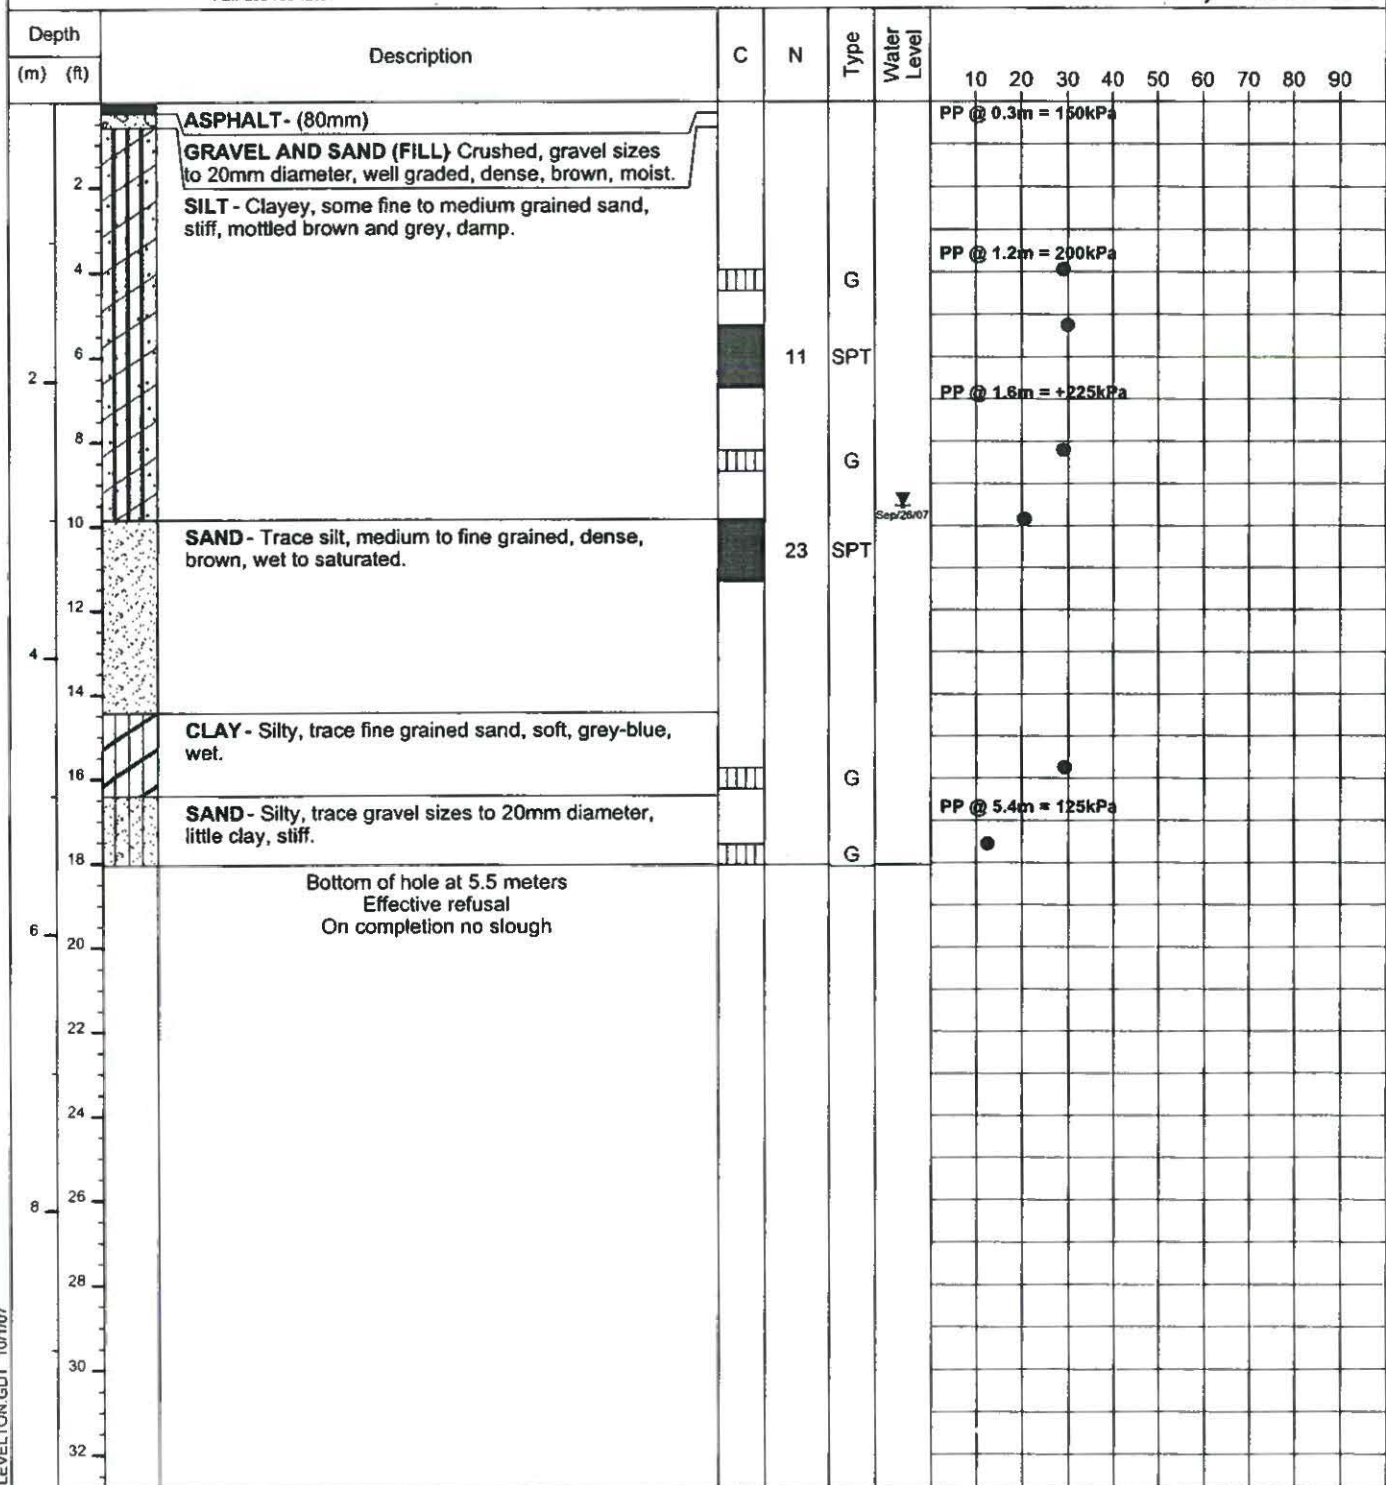 Depth
(m) (ft)
Description
C
N
Type
Water Level
10 20 30 40 50 60 70 80 90
ASPHALT - (80mm)
PP @ 0.3m = 150kPa
GRAVEL AND SAND (FILL) Crushed, gravel sizes
to 20mm diameter, well graded, dense, brown, moist.
2
SILT - Clayey, some fine to medium grained sand,
stiff, mottled brown and grey, damp.
PP @ 1.2m = 200kPa
4
G
6
11 SPT
2
PP @ 1.6m = +225kPa
8
G
Sep/26/07
10
SAND - Trace silt, medium to fine grained, dense,
brown, wet to saturated.
23 SPT
12
4
14
CLAY - Silty, trace fine grained sand, soft, grey-blue,
wet.
16
G
SAND - Silty, trace gravel sizes to 20mm diameter,
little clay, stiff.
PP @ 5.4m = 125kPa
G
18
Bottom of hole at 5.5 meters
Effective refusal
On completion no slough
6
20
22
24
26
8
28
30
32
LEVELTON.GDT 10/1/07